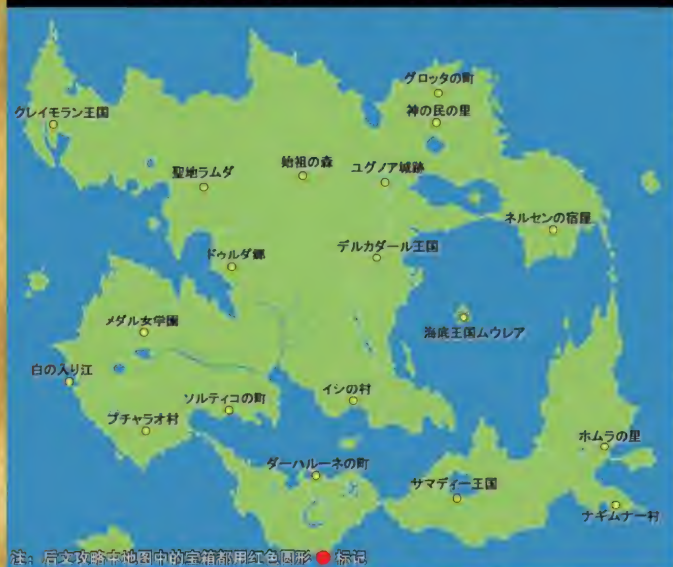 グロッタの町
神の民の里
クレイモラン王国
聖地ラムダ
始祖の森
ユグノア城跡
ネルセンの宿屋
ドゥルダ郷
デルカダール王国
メダル女学園
海底王国ムウレア
白の入り江
ソルティコの町
イシの村
プチャラオ村
ホムラの里
ダーハルーネの町
サマディー王国
ナギムナー村
注：后文攻略中地图中的宝箱都用红色圆形 标记